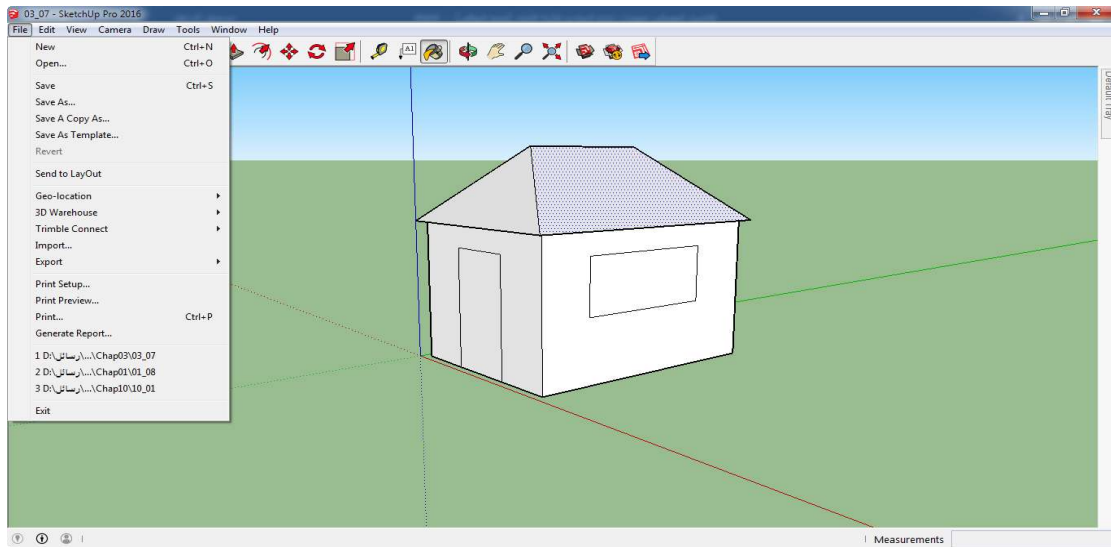 03_07 - SketchUp Pro 2016
File Edit View Camera Draw Tools Window Help
New Ctrl+N
Open... Ctrl+O
Save Ctrl+S
Save As...
Save A Copy As...
Save As Template...
Revert
Send to LayOut
Geo-location
3D Warehouse
Trimble Connect
Import...
Export
Print Setup...
Print Preview...
Print... Ctrl+P
Generate Report...
1 D:\رسائل\...\Chap03\03_07
2 D:\رسائل\...\Chap01\01_08
3 D:\رسائل\...\Chap10\10_01
Exit
A1
Default Tray
Measurements